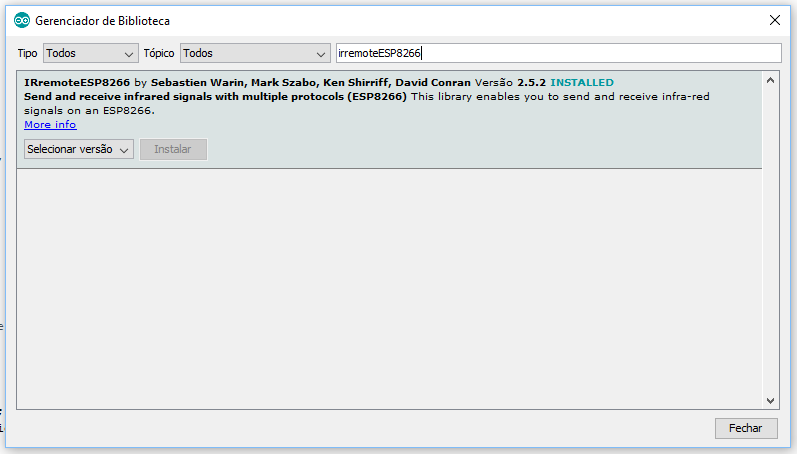 Gerenciador de Biblioteca
Tipo Todos Tópico Todos irremoteESP8266
IRremoteESP8266 by Sebastien Warin, Mark Szabo, Ken Shirriff, David Conran Versão 2.5.2 INSTALLED
Send and receive infrared signals with multiple protocols (ESP8266) This library enables you to send and receive infra-red
signals on an ESP8266.
More info
Selecionar versão Instalar
Fechar